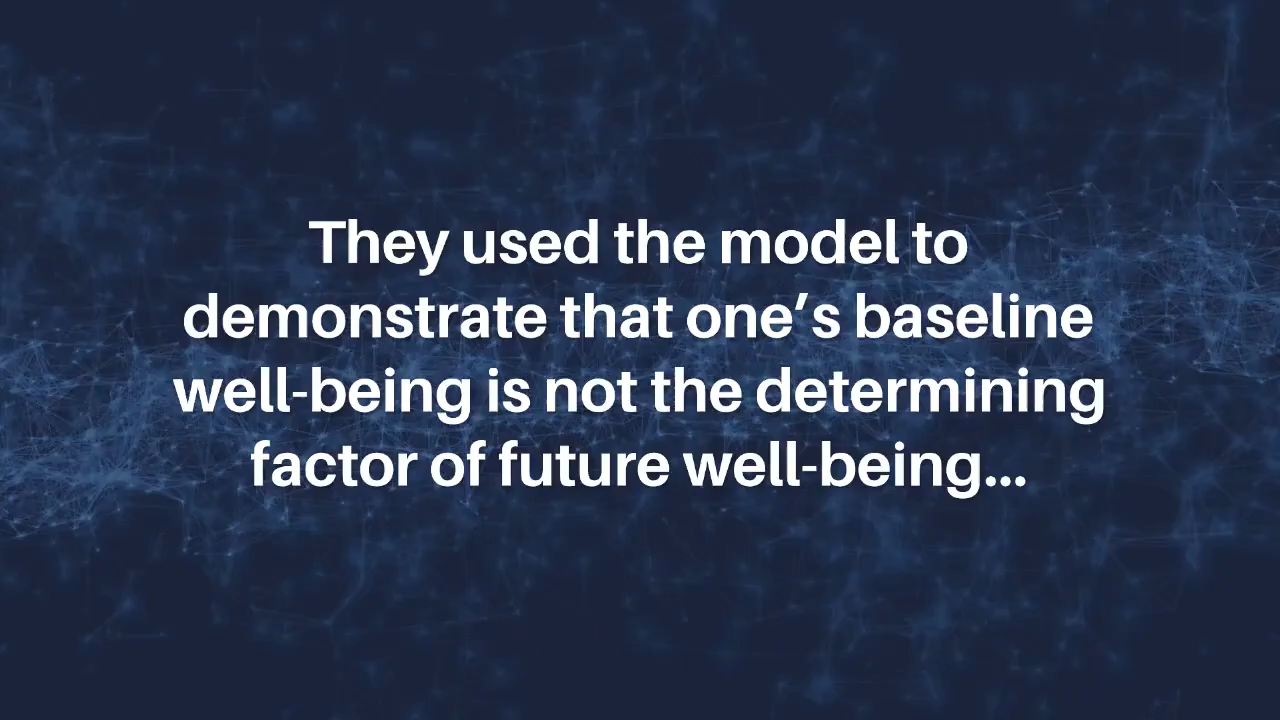 They used the model to
demonstrate that one’s baseline
well-being is not the determining
factor of future well-being...